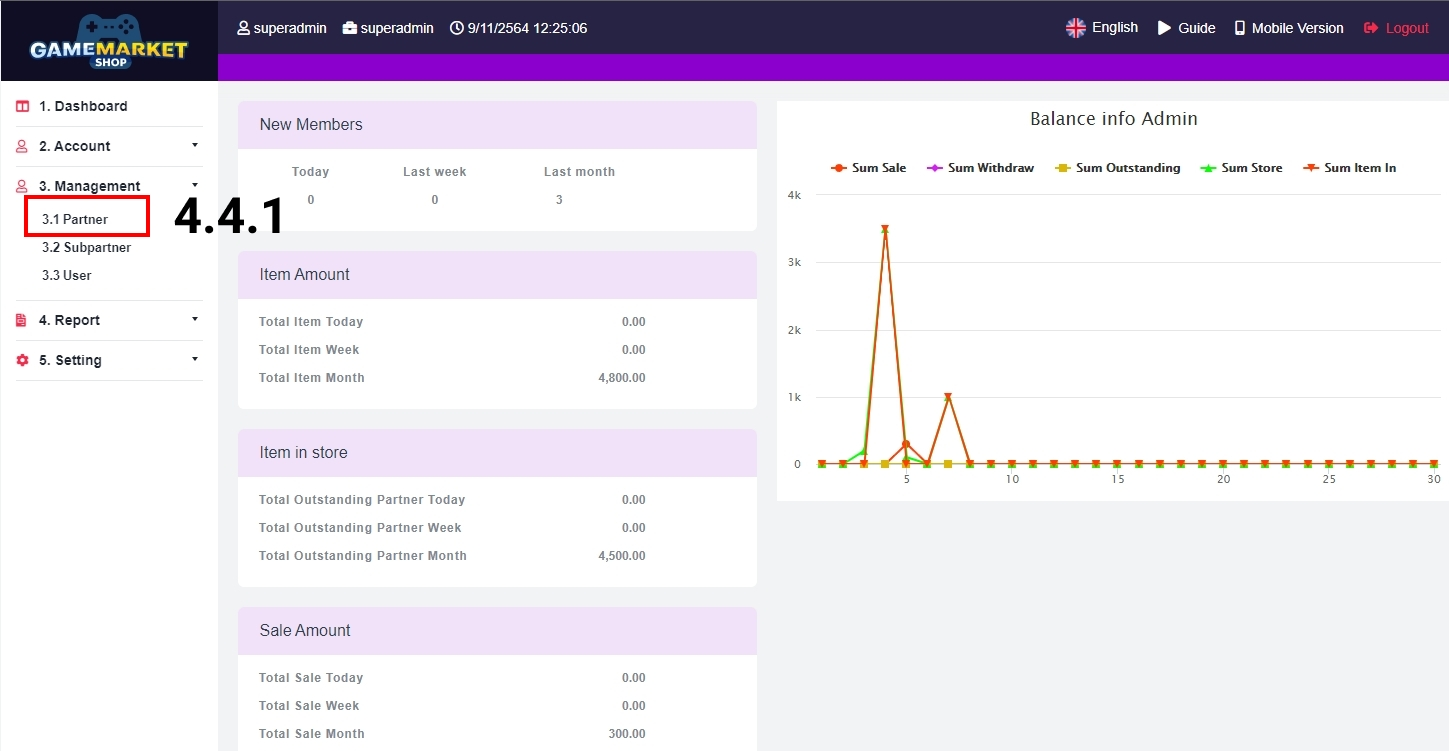 GAMEMARKET
SHOP
superadmin superadmin 9/11/2564 12:25:06
English Guide Mobile Version Logout
1. Dashboard
2. Account
3. Management
3.1 Partner
4.4.1
3.2 Subpartner
3.3 User
4. Report
5. Setting
New Members
Today Last week Last month
0 0 3
Item Amount
Total Item Today 0.00
Total Item Week 0.00
Total Item Month 4,800.00
Item in store
Total Outstanding Partner Today 0.00
Total Outstanding Partner Week 0.00
Total Outstanding Partner Month 4,500.00
Sale Amount
Total Sale Today 0.00
Total Sale Week 0.00
Total Sale Month 300.00
Balance info Admin
Sum Sale Sum Withdraw Sum Outstanding Sum Store Sum Item In
4k
3k
2k
1k
0
5 10 15 20 25 30